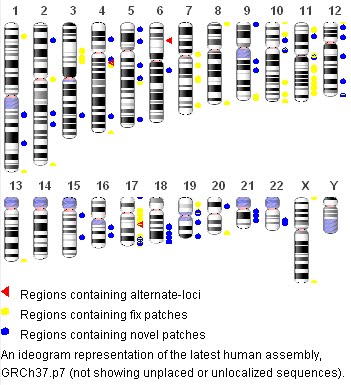 1 2 3 4 5 6 7 8 9 10 11 12
13 14 15 16 17 18 19 20 21 22 X Y
Regions containing alternate-loci
Regions containing fix patches
Regions containing novel patches
An ideogram representation of the latest human assembly,
GRCh37.p7 (not showing unplaced or unlocalized sequences).